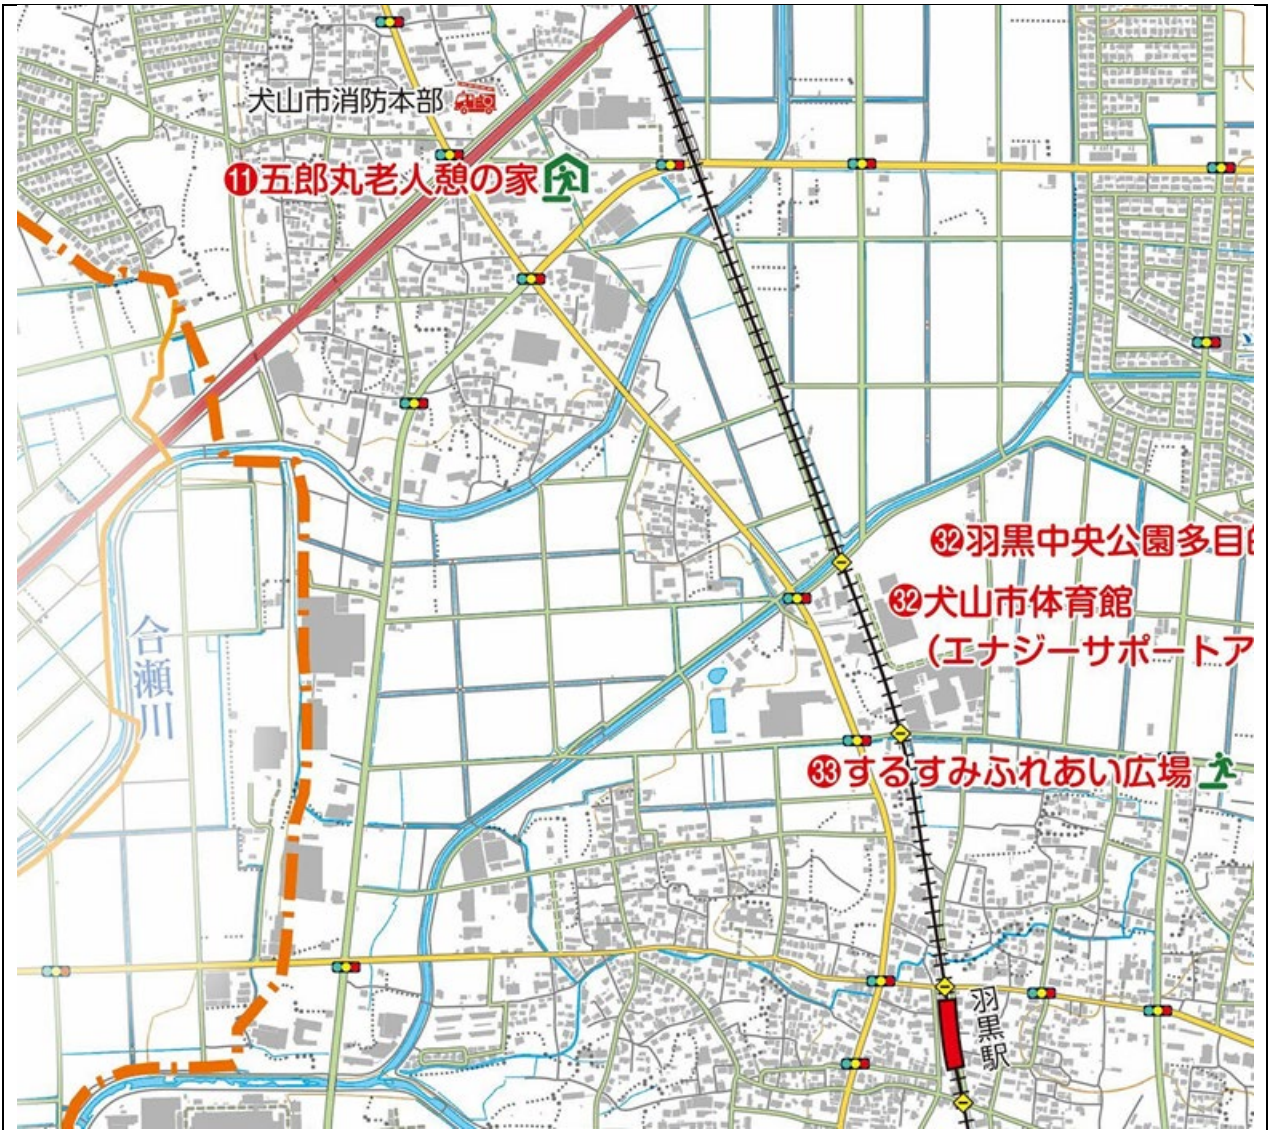 犬山市消防本部
⓫五郎丸老人憩の家
㉜羽黒中央公園多目的
㉜犬山市体育館
(エナジーサポートア
合瀬川
㉝するすみふれあい広場
羽黒駅